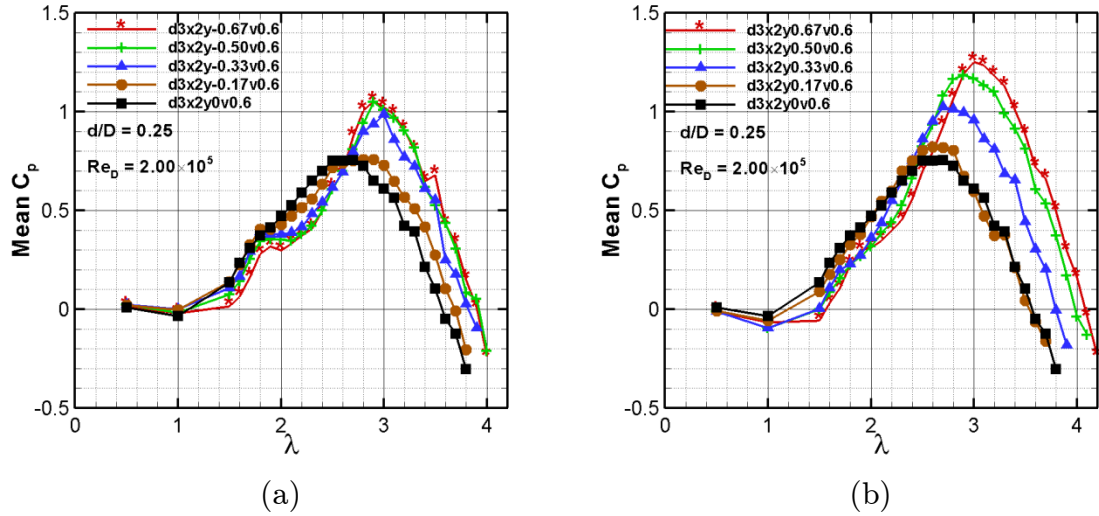 1.5
d3x2y-0.67v0.6
d3x2y-0.50v0.6
d3x2y-0.33v0.6
d3x2y-0.17v0.6
d3x2y0v0.6
1
d/D = 0.25
Re_D = 2.00×10^5
Mean C_p
0.5
0
-0.5
0
1
2
3
4
λ
(a)
1.5
d3x2y0.67v0.6
d3x2y0.50v0.6
d3x2y0.33v0.6
d3x2y0.17v0.6
d3x2y0v0.6
1
d/D = 0.25
Re_D = 2.00×10^5
Mean C_p
0.5
0
-0.5
0
1
2
3
4
λ
(b)